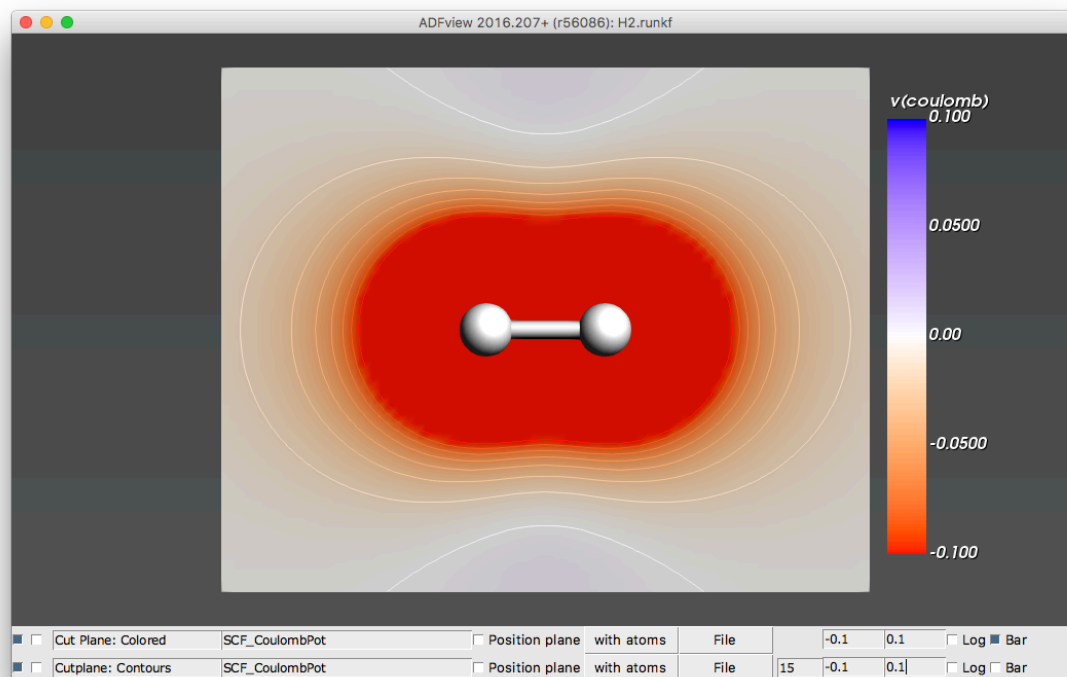 ADFview 2016.207+ (r56086): H2.runkf
v(coulomb)
0.100
0.0500
0.00
-0.0500
-0.100
Cut Plane: Colored SCF_CoulombPot Position plane with atoms File -0.1 0.1 Log Bar
Cutplane: Contours SCF_CoulombPot Position plane with atoms File 15 -0.1 0.1 Log Bar